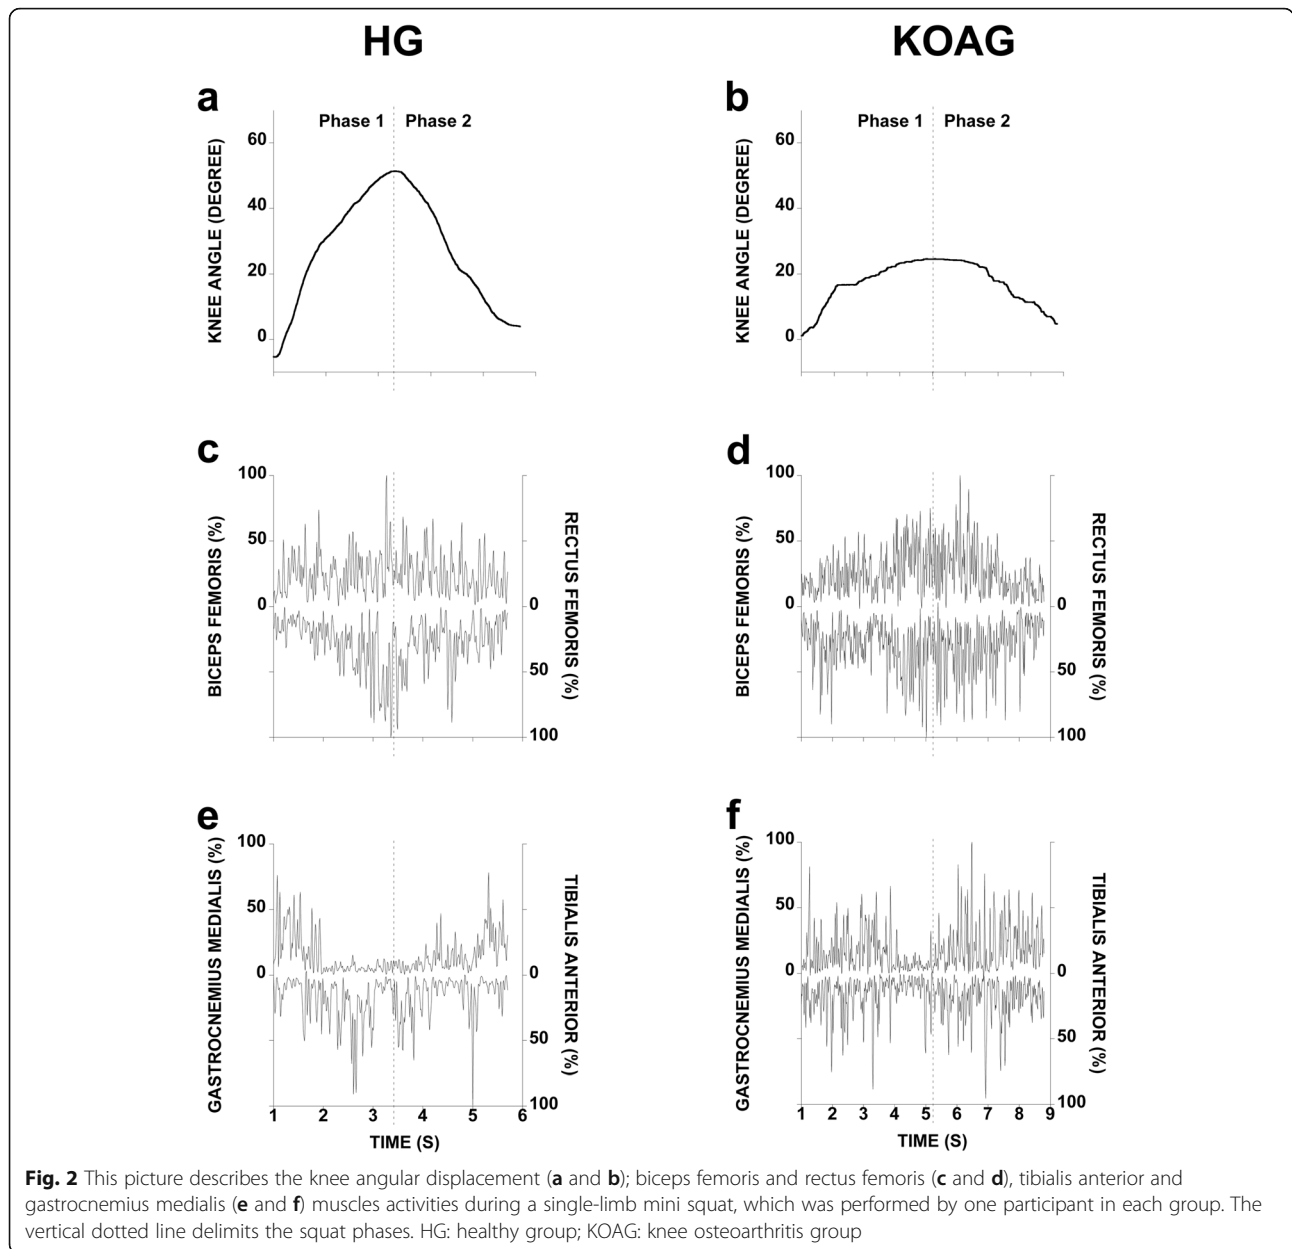 HG
KOAG
a
Phase 1
Phase 2
KNEE ANGLE (DEGREE)
60
40
20
0
b
Phase 1
Phase 2
KNEE ANGLE (DEGREE)
60
40
20
0
c
BICEPS FEMORIS (%)
100
50
0
RECTUS FEMORIS (%)
0
50
100
d
BICEPS FEMORIS (%)
100
50
0
RECTUS FEMORIS (%)
0
50
100
e
GASTROCNEMIUS MEDIALIS (%)
100
50
0
TIBIALIS ANTERIOR (%)
0
50
100
1 2 3 4 5 6
TIME (S)
f
GASTROCNEMIUS MEDIALIS (%)
100
50
0
TIBIALIS ANTERIOR (%)
0
50
100
1 2 3 4 5 6 7 8 9
TIME (S)
Fig. 2 This picture describes the knee angular displacement (a and b); biceps femoris and rectus femoris (c and d), tibialis anterior and
gastrocnemius medialis (e and f) muscles activities during a single-limb mini squat, which was performed by one participant in each group. The
vertical dotted line delimits the squat phases. HG: healthy group; KOAG: knee osteoarthritis group